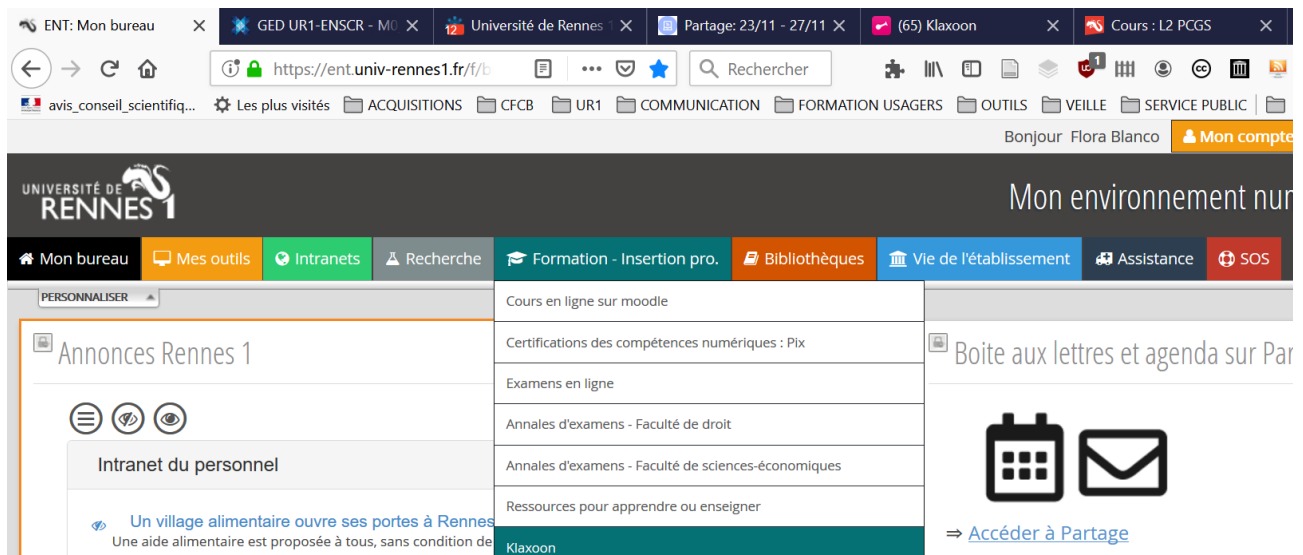 ENT: Mon bureau
GED UR1-ENSCR - M0
12 Université de Rennes 1
Partage: 23/11 - 27/11
(65) Klaxoon
Cours : L2 PCGS
https://ent.univ-rennes1.fr/f/b
Rechercher
1
avis_conseil_scientifiq... Les plus visités ACQUISITIONS CFCB UR1 COMMUNICATION FORMATION USAGERS OUTILS VEILLE SERVICE PUBLIC
Bonjour Flora Blanco Mon compte
UNIVERSITÉ DE
RENNES 1
Mon environnement nur
Mon bureau Mes outils Intranets Recherche Formation - Insertion pro. Bibliothèques Vie de l'établissement Assistance SOS
PERSONNALISER
Annonces Rennes 1
Intranet du personnel
Un village alimentaire ouvre ses portes à Rennes
Une aide alimentaire est proposée à tous, sans condition de
Cours en ligne sur moodle
Certifications des compétences numériques : Pix
Examens en ligne
Annales d'examens - Faculté de droit
Annales d'examens - Faculté de sciences-économiques
Ressources pour apprendre ou enseigner
Klaxoon
Boite aux lettres et agenda sur Par
⇒ Accéder à Partage